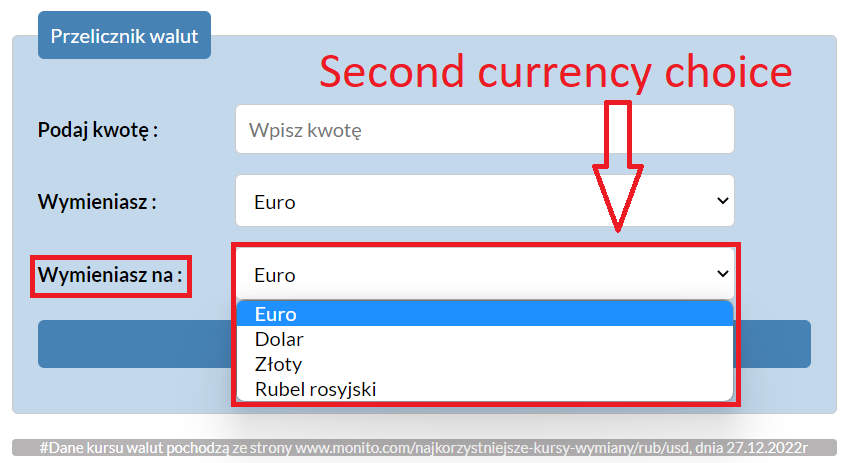 Przelicznik walut
Second currency choice
Podaj kwotę :
Wpisz kwotę
Wymieniasz :
Euro
Wymieniasz na :
Euro
Euro
Dolar
Złoty
Rubel rosyjski
#Dane kursu walut pochodzą ze strony www.monito.com/najkorzystniejsze-kursy-wymiany/rub/usd, dnia 27.12.2022r